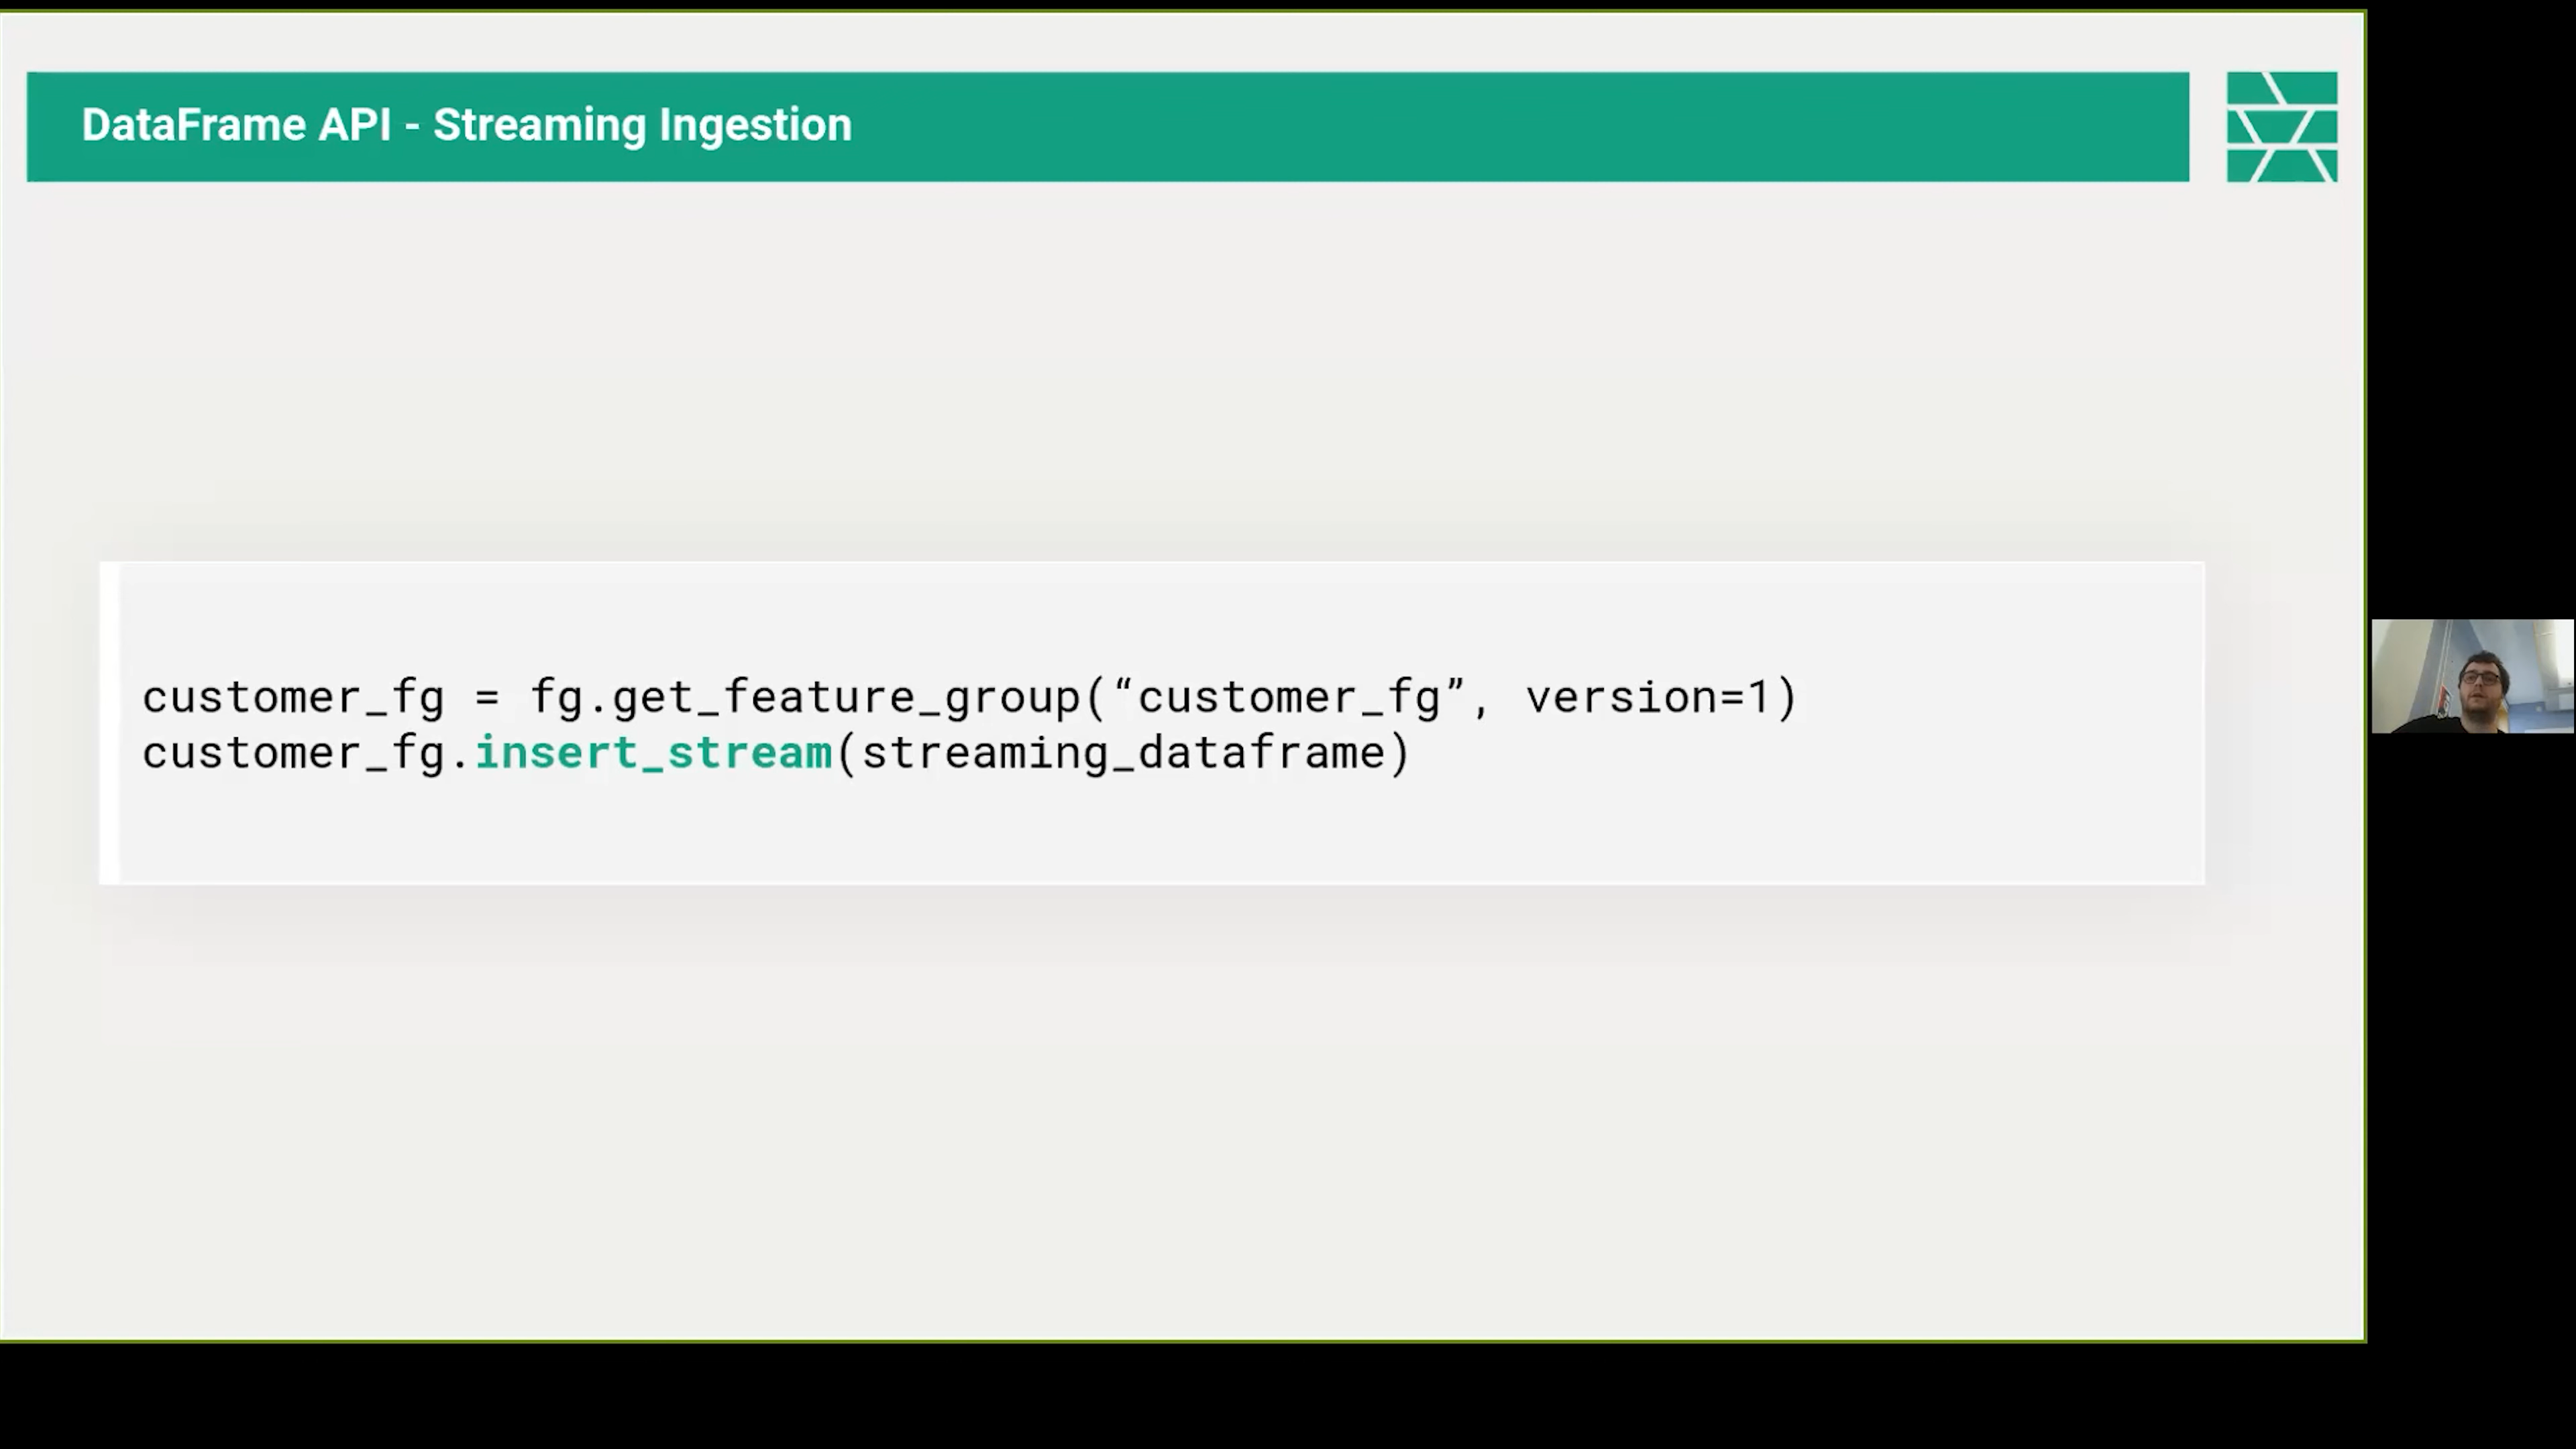 DataFrame API - Streaming Ingestion
customer_fg = fg.get_feature_group(“customer_fg”, version=1)
customer_fg.insert_stream(streaming_dataframe)